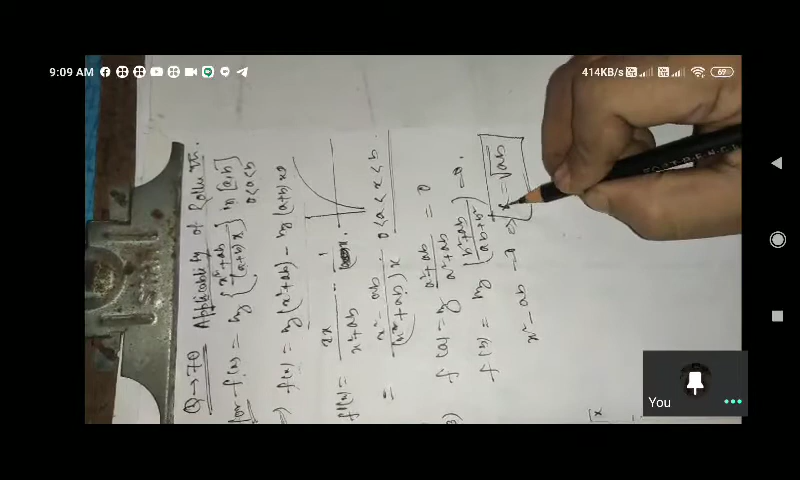 9:09 AM
414KB/s
69
Q→70 Applicability of Rolle's Th.
for f(x) = log { x²+ab / (a+b)x } in [a,b]
0<a<b
⇒ f(x) = log (x²+ab) - log (a+b)
f'(x) = 2x / x²+ab - 1 / x.
= x² - ab / (x²+ab) x 0<a<x<b.
3)
f(a) = log a²+ab / a²+ab = 0
f(b) = log ( b²+ab / ab+b² ) = 0.
x² - ab = 0 ⇒ x = √ab
You